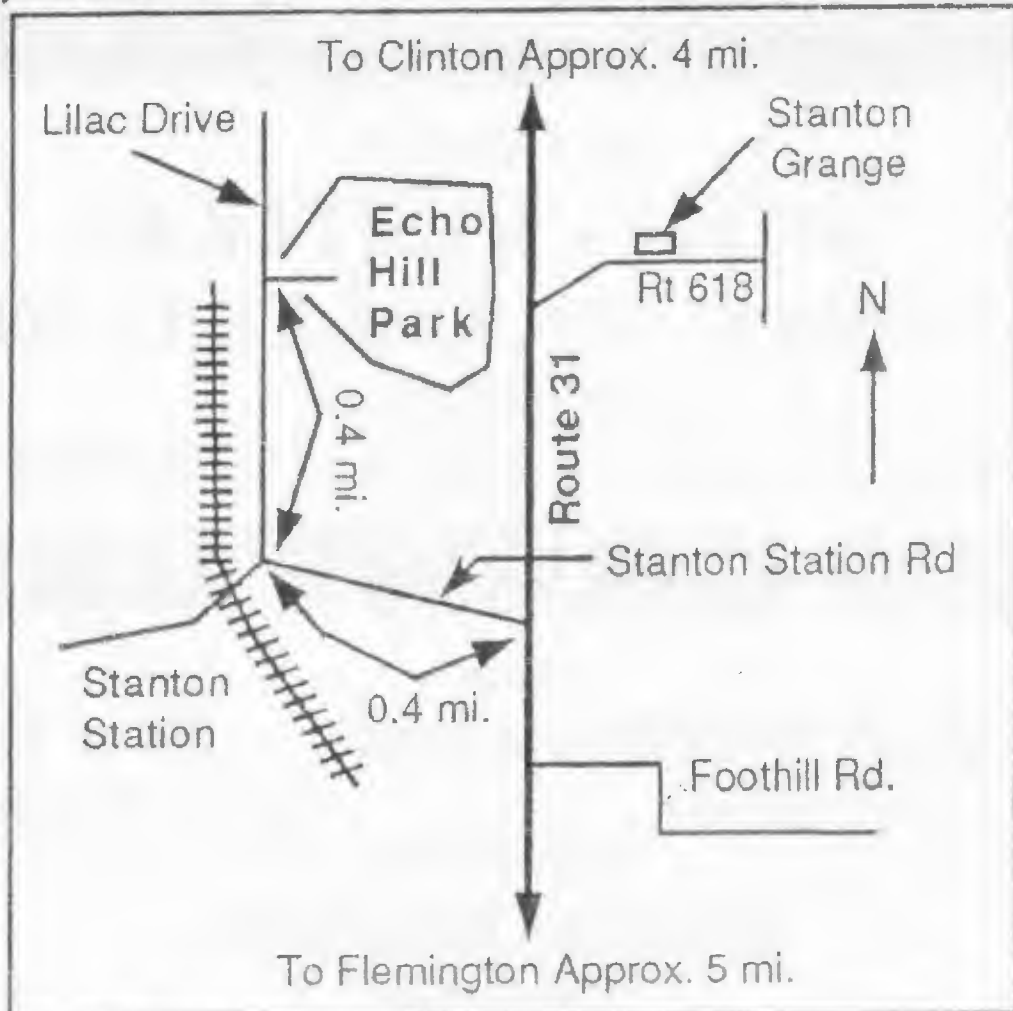 To Clinton Approx. 4 mi.
Lilac Drive
Stanton
Grange
Echo
Hill
Park
Rt 618
N
Route 31
0.4 mi.
Stanton Station Rd
Stanton
Station
0.4 mi.
Foothill Rd.
To Flemington Approx. 5 mi.